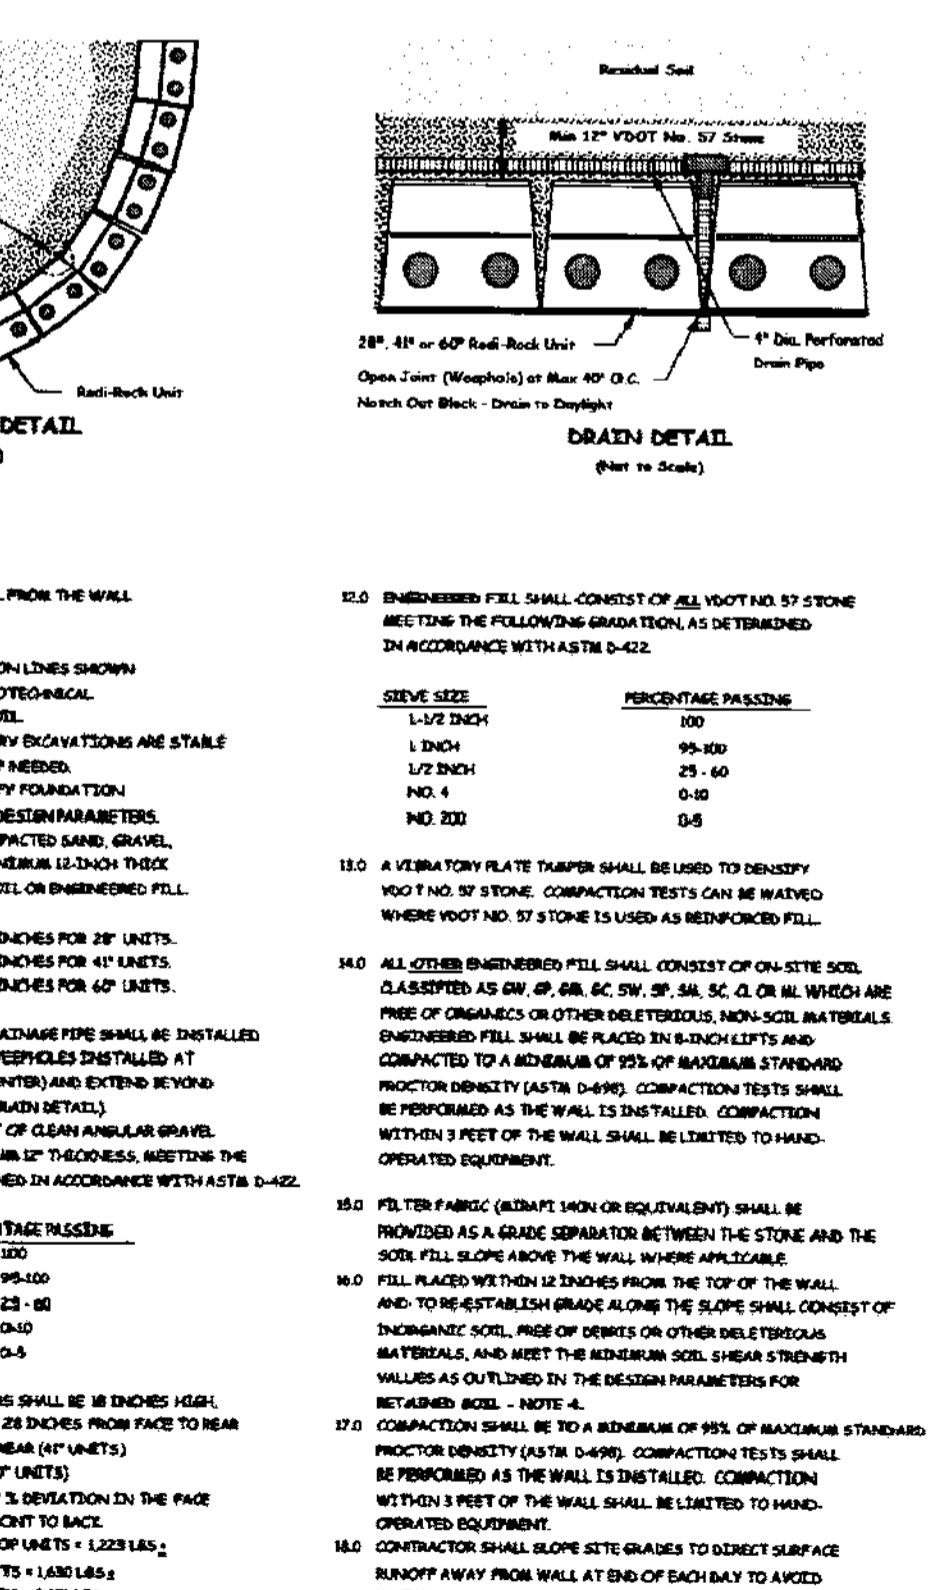 Residual Soil
Min 12" VDOT No. 57 Stone
28", 41" or 60" Redi-Rock Unit
4" Dia. Perforated
Drain Pipe
Open Joint (Weephole) at Max 40' O.C.
Notch Out Block - Drain to Daylight
DRAIN DETAIL
(Not to Scale)
Redi-Rock Unit
DETAIL
FROM THE WALL
ON LINES SHOWN
OTECHNICAL
OIL.
RY EXCAVATIONS ARE STABLE
NEEDED.
FY FOUNDATION
DESIGN PARAMETERS.
PACTED SAND, GRAVEL,
NIMUM 12-INCH THICK
OIL OR ENGINEERED FILL.
INCHES FOR 28" UNITS.
INCHES FOR 41" UNITS.
INCHES FOR 60" UNITS.
AINAGE PIPE SHALL BE INSTALLED
WEEPHOLES INSTALLED AT
ENTER) AND EXTEND BEYOND
RAIN DETAIL).
OF CLEAN ANGULAR GRAVEL
UM 12" THICKNESS, MEETING THE
NED IN ACCORDANCE WITH ASTM D-422.
TAGE PASSING
100
95-100
25 - 60
0-10
0-5
RS SHALL BE 18 INCHES HIGH,
28 INCHES FROM FACE TO REAR
REAR (41" UNITS)
0" UNITS)
% DEVIATION IN THE FACE
ONT TO BACK.
OP UNITS = 1,223 LBS±
TS = 1,630 LBS±
12.0 ENGINEERED FILL SHALL CONSIST OF ALL VDOT NO. 57 STONE
MEETING THE FOLLOWING GRADATION, AS DETERMINED
IN ACCORDANCE WITH ASTM D-422.
SIEVE SIZE PERCENTAGE PASSING
1-1/2 INCH 100
1 INCH 95-100
1/2 INCH 25 - 60
NO. 4 0-10
NO. 200 0-5
13.0 A VIBRATORY PLATE TAMPER SHALL BE USED TO DENSIFY
VDOT NO. 57 STONE. COMPACTION TESTS CAN BE WAIVED
WHERE VDOT NO. 57 STONE IS USED AS REINFORCED FILL.
14.0 ALL OTHER ENGINEERED FILL SHALL CONSIST OF ON-SITE SOIL
CLASSIFIED AS GW, GP, GM, GC, SW, SP, SM, SC, CL OR ML WHICH ARE
FREE OF ORGANICS OR OTHER DELETERIOUS, NON-SOIL MATERIALS.
ENGINEERED FILL SHALL BE PLACED IN 8-INCH LIFTS AND
COMPACTED TO A MINIMUM OF 95% OF MAXIMUM STANDARD
PROCTOR DENSITY (ASTM D-698). COMPACTION TESTS SHALL
BE PERFORMED AS THE WALL IS INSTALLED. COMPACTION
WITHIN 3 FEET OF THE WALL SHALL BE LIMITED TO HAND-
OPERATED EQUIPMENT.
15.0 FILTER FABRIC (MIRAFI 140N OR EQUIVALENT) SHALL BE
PROVIDED AS A GRADE SEPARATOR BETWEEN THE STONE AND THE
SOIL FILL SLOPE ABOVE THE WALL WHERE APPLICABLE.
16.0 FILL PLACED WITHIN 12 INCHES FROM THE TOP OF THE WALL
AND TO RE-ESTABLISH GRADE ALONG THE SLOPE SHALL CONSIST OF
INORGANIC SOIL, FREE OF DEBRIS OR OTHER DELETERIOUS
MATERIALS, AND MEET THE MINIMUM SOIL SHEAR STRENGTH
VALUES AS OUTLINED IN THE DESIGN PARAMETERS FOR
RETAINED SOIL - NOTE 4.
17.0 COMPACTION SHALL BE TO A MINIMUM OF 95% OF MAXIMUM STANDARD
PROCTOR DENSITY (ASTM D-698). COMPACTION TESTS SHALL
BE PERFORMED AS THE WALL IS INSTALLED. COMPACTION
WITHIN 3 FEET OF THE WALL SHALL BE LIMITED TO HAND-
OPERATED EQUIPMENT.
18.0 CONTRACTOR SHALL SLOPE SITE GRADES TO DIRECT SURFACE
RUNOFF AWAY FROM WALL AT END OF EACH DAY TO AVOID